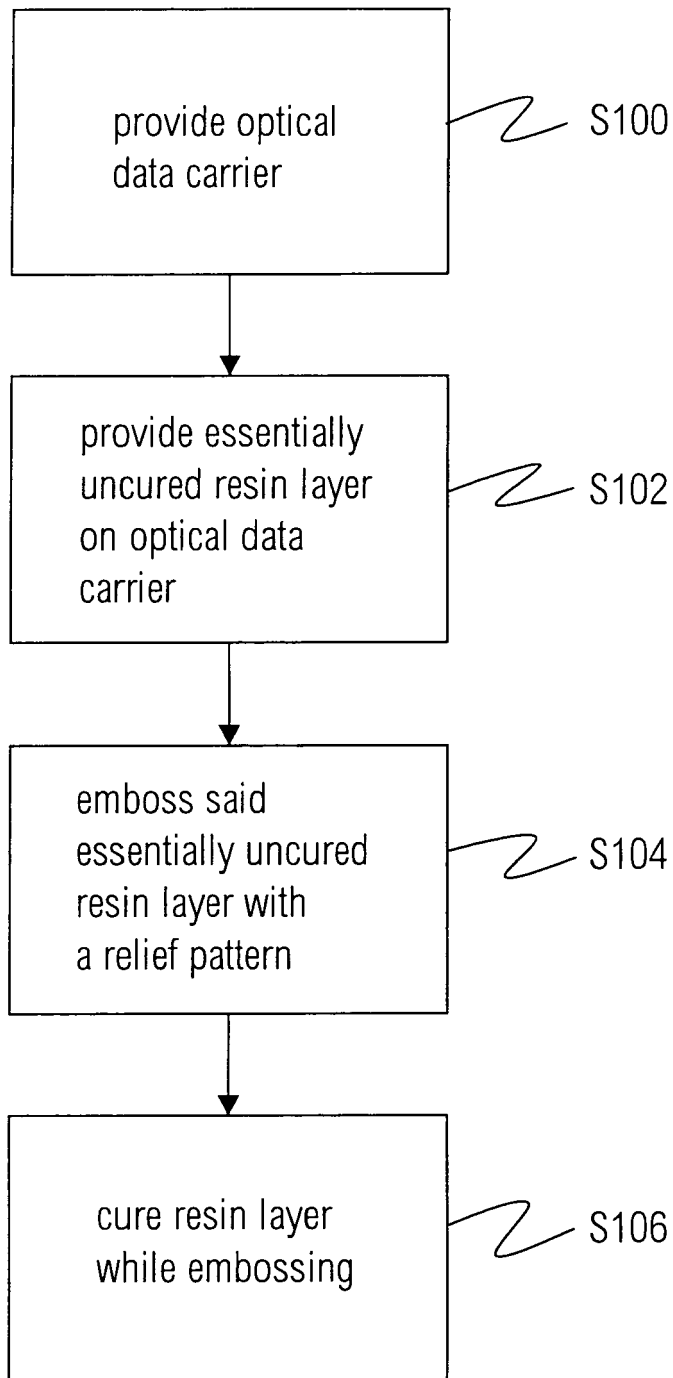 provide optical
data carrier
S100
provide essentially
uncured resin layer
on optical data
carrier
S102
emboss said
essentially uncured
resin layer with
a relief pattern
S104
cure resin layer
while embossing
S106